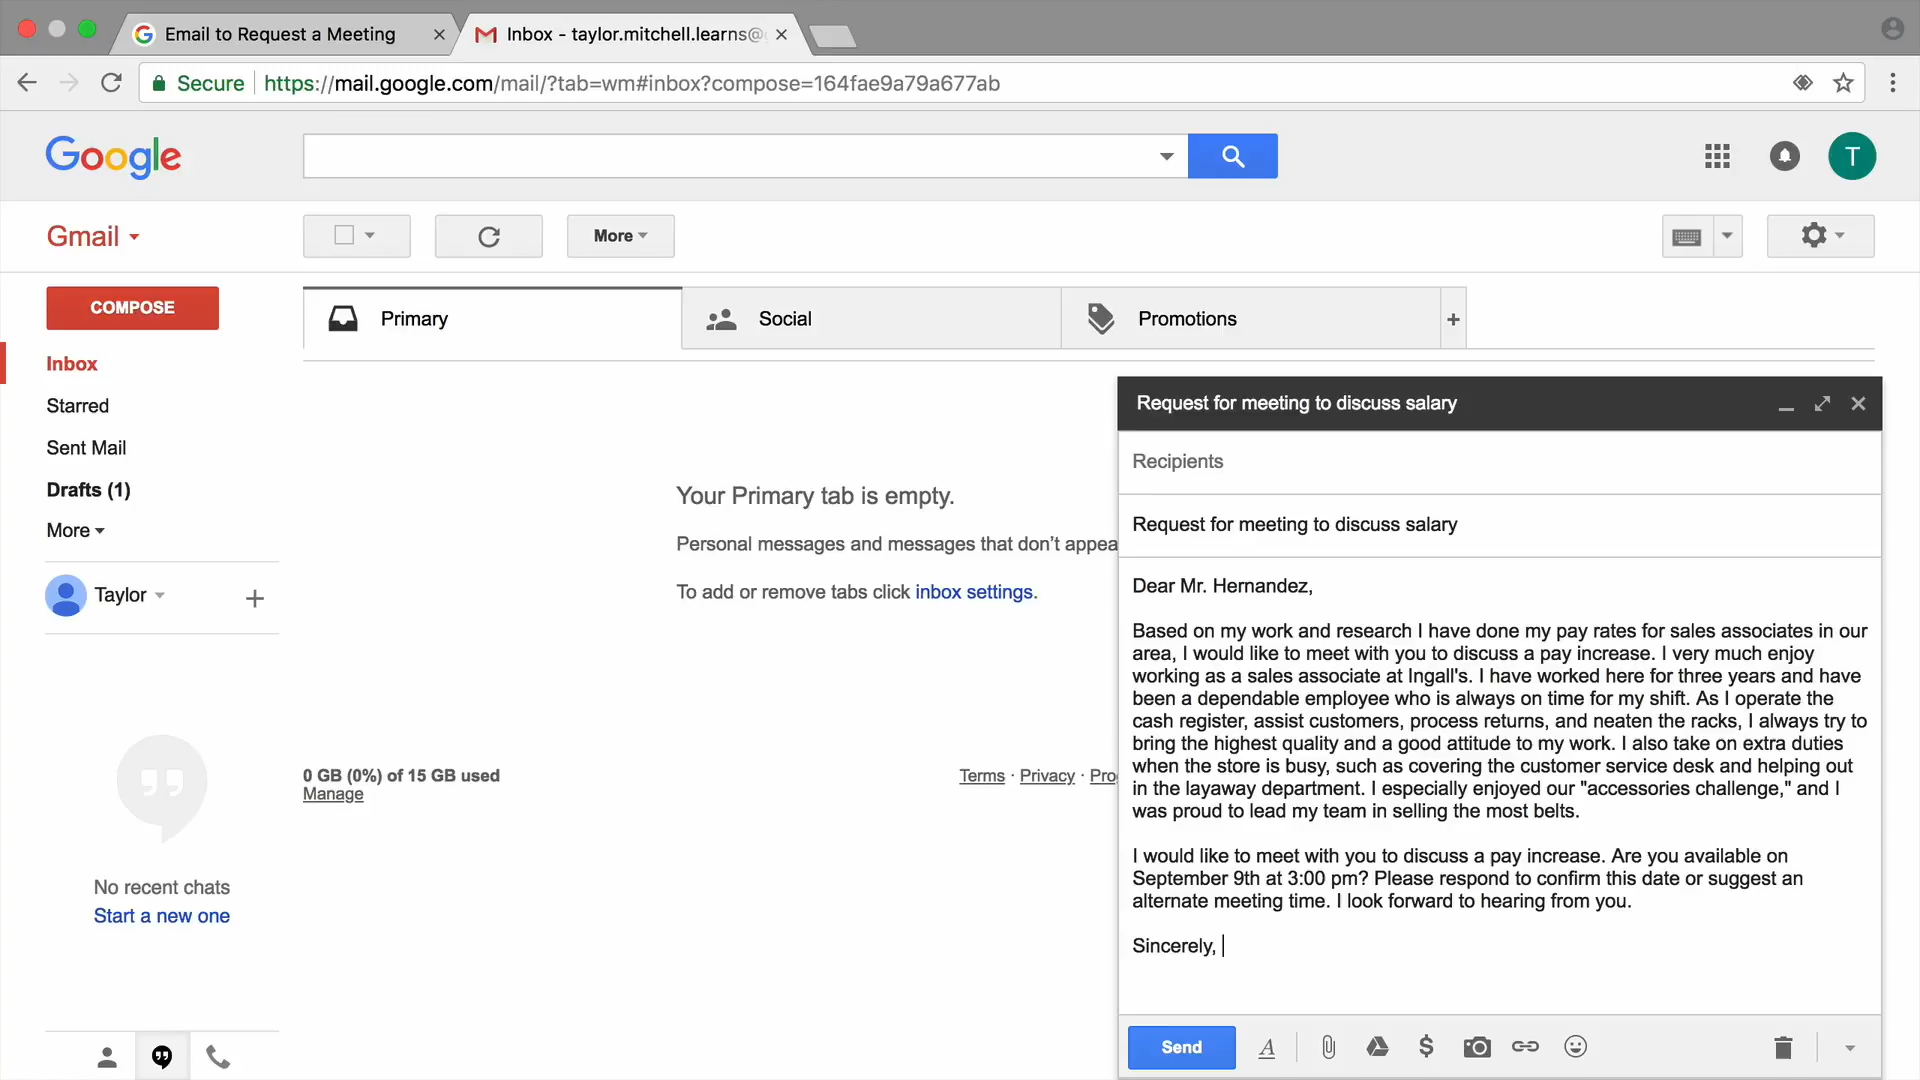 Email to Request a Meeting
Inbox - taylor.mitchell.learns@
Secure https://mail.google.com/mail/?tab=wm#inbox?compose=164fae9a79a677ab
Google
T
Gmail
More
COMPOSE
Primary
Social
Promotions
+
Inbox
Starred
Sent Mail
Drafts (1)
More
Taylor
+
Your Primary tab is empty.
Personal messages and messages that don't appea
To add or remove tabs click inbox settings.
0 GB (0%) of 15 GB used
Manage
Terms · Privacy · Pro
No recent chats
Start a new one
Request for meeting to discuss salary
Recipients
Request for meeting to discuss salary
Dear Mr. Hernandez,
Based on my work and research I have done my pay rates for sales associates in our
area, I would like to meet with you to discuss a pay increase. I very much enjoy
working as a sales associate at Ingall's. I have worked here for three years and have
been a dependable employee who is always on time for my shift. As I operate the
cash register, assist customers, process returns, and neaten the racks, I always try to
bring the highest quality and a good attitude to my work. I also take on extra duties
when the store is busy, such as covering the customer service desk and helping out
in the layaway department. I especially enjoyed our "accessories challenge," and I
was proud to lead my team in selling the most belts.
I would like to meet with you to discuss a pay increase. Are you available on
September 9th at 3:00 pm? Please respond to confirm this date or suggest an
alternate meeting time. I look forward to hearing from you.
Sincerely,
Send
A
$